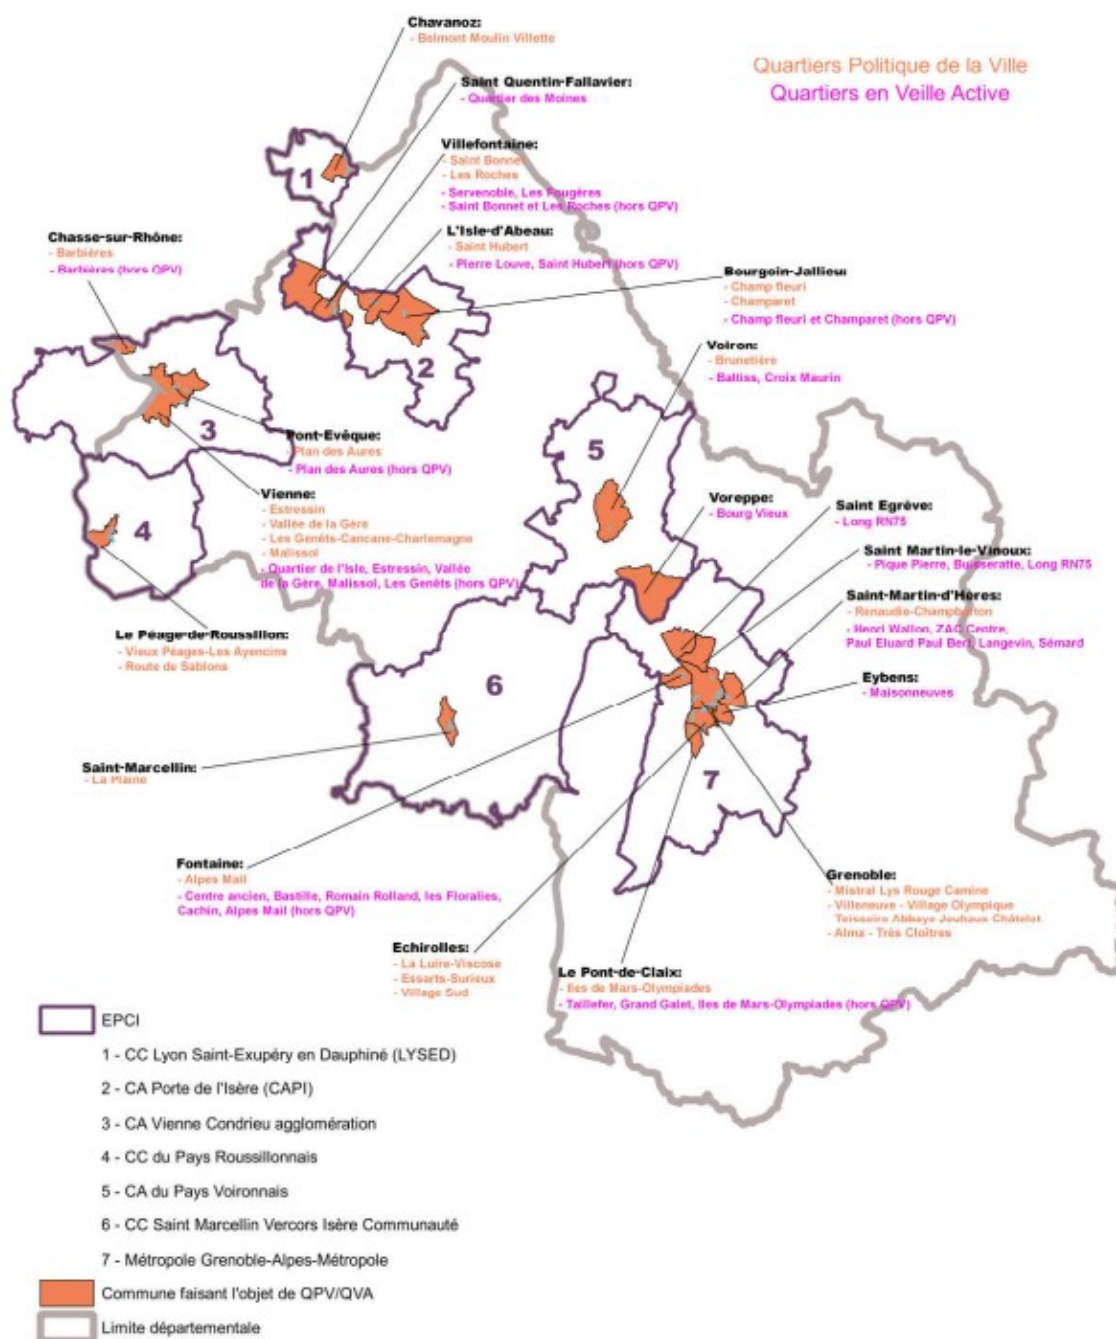 Chavanoz:
- Belmont Moulin Villette
Quartiers Politique de la Ville
Quartiers en Veille Active
Saint Quentin-Fallavier:
- Quartier des Moines
Villefontaine:
- Saint Bonnet
- Les Roches
- Servenoble, Les Fougères
- Saint Bonnet et Les Roches (hors QPV)
1
Chasse-sur-Rhône:
- Barbières
- Barbières (hors QPV)
L'Isle-d'Abeau:
- Saint Hubert
- Pierre Louve, Saint Hubert (hors QPV)
Bourgoin-Jallieu:
- Champ fleuri
- Champaret
- Champ fleuri et Champaret (hors QPV)
Voiron:
- Brunetière
- Baltiss, Croix Maurin
2
3
Pont-Evêque:
- Plan des Aures
- Plan des Aures (hors QPV)
5
Vienne:
- Estressin
- Vallée de la Gère
- Les Genêts-Cancane-Charlemagne
- Malissol
- Quartier de l'Isle, Estressin, Vallée
de la Gère, Malissol, Les Genêts (hors QPV)
4
Voreppe:
- Bourg Vieux
Saint Egrève:
- Long RN75
Saint Martin-le-Vinoux:
- Pique Pierre, Buisseratte, Long RN75
Saint-Martin-d'Hères:
- Renaudie-Champberton
- Henri Wallon, ZAC Centre,
Paul Eluard Paul Bert, Langevin, Sémard
Le Péage-de-Roussillon:
- Vieux Péages-Les Ayencins
- Route de Sablons
6
Eybens:
- Maisonneuves
Saint-Marcellin:
- La Plaine
7
Fontaine:
- Alpes Mail
- Centre ancien, Bastille, Romain Rolland, les Floralies,
Cachin, Alpes Mail (hors QPV)
Grenoble:
- Mistral Lys Rouge Camine
- Villeneuve - Village Olympique
Teisseire Abbaye Jouhaux Châtelet
- Alma - Très Cloîtres
Echirolles:
- La Luire-Viscose
- Essarts-Surieux
- Village Sud
Le Pont-de-Claix:
- Iles de Mars-Olympiades
- Taillefer, Grand Galet, Iles de Mars-Olympiades (hors QPV)
EPCI
1 - CC Lyon Saint-Exupéry en Dauphiné (LYSED)
2 - CA Porte de l'Isère (CAPI)
3 - CA Vienne Condrieu agglomération
4 - CC du Pays Roussillonnais
5 - CA du Pays Voironnais
6 - CC Saint Marcellin Vercors Isère Communauté
7 - Métropole Grenoble-Alpes-Métropole
Commune faisant l'objet de QPV/QVA
Limite départementale